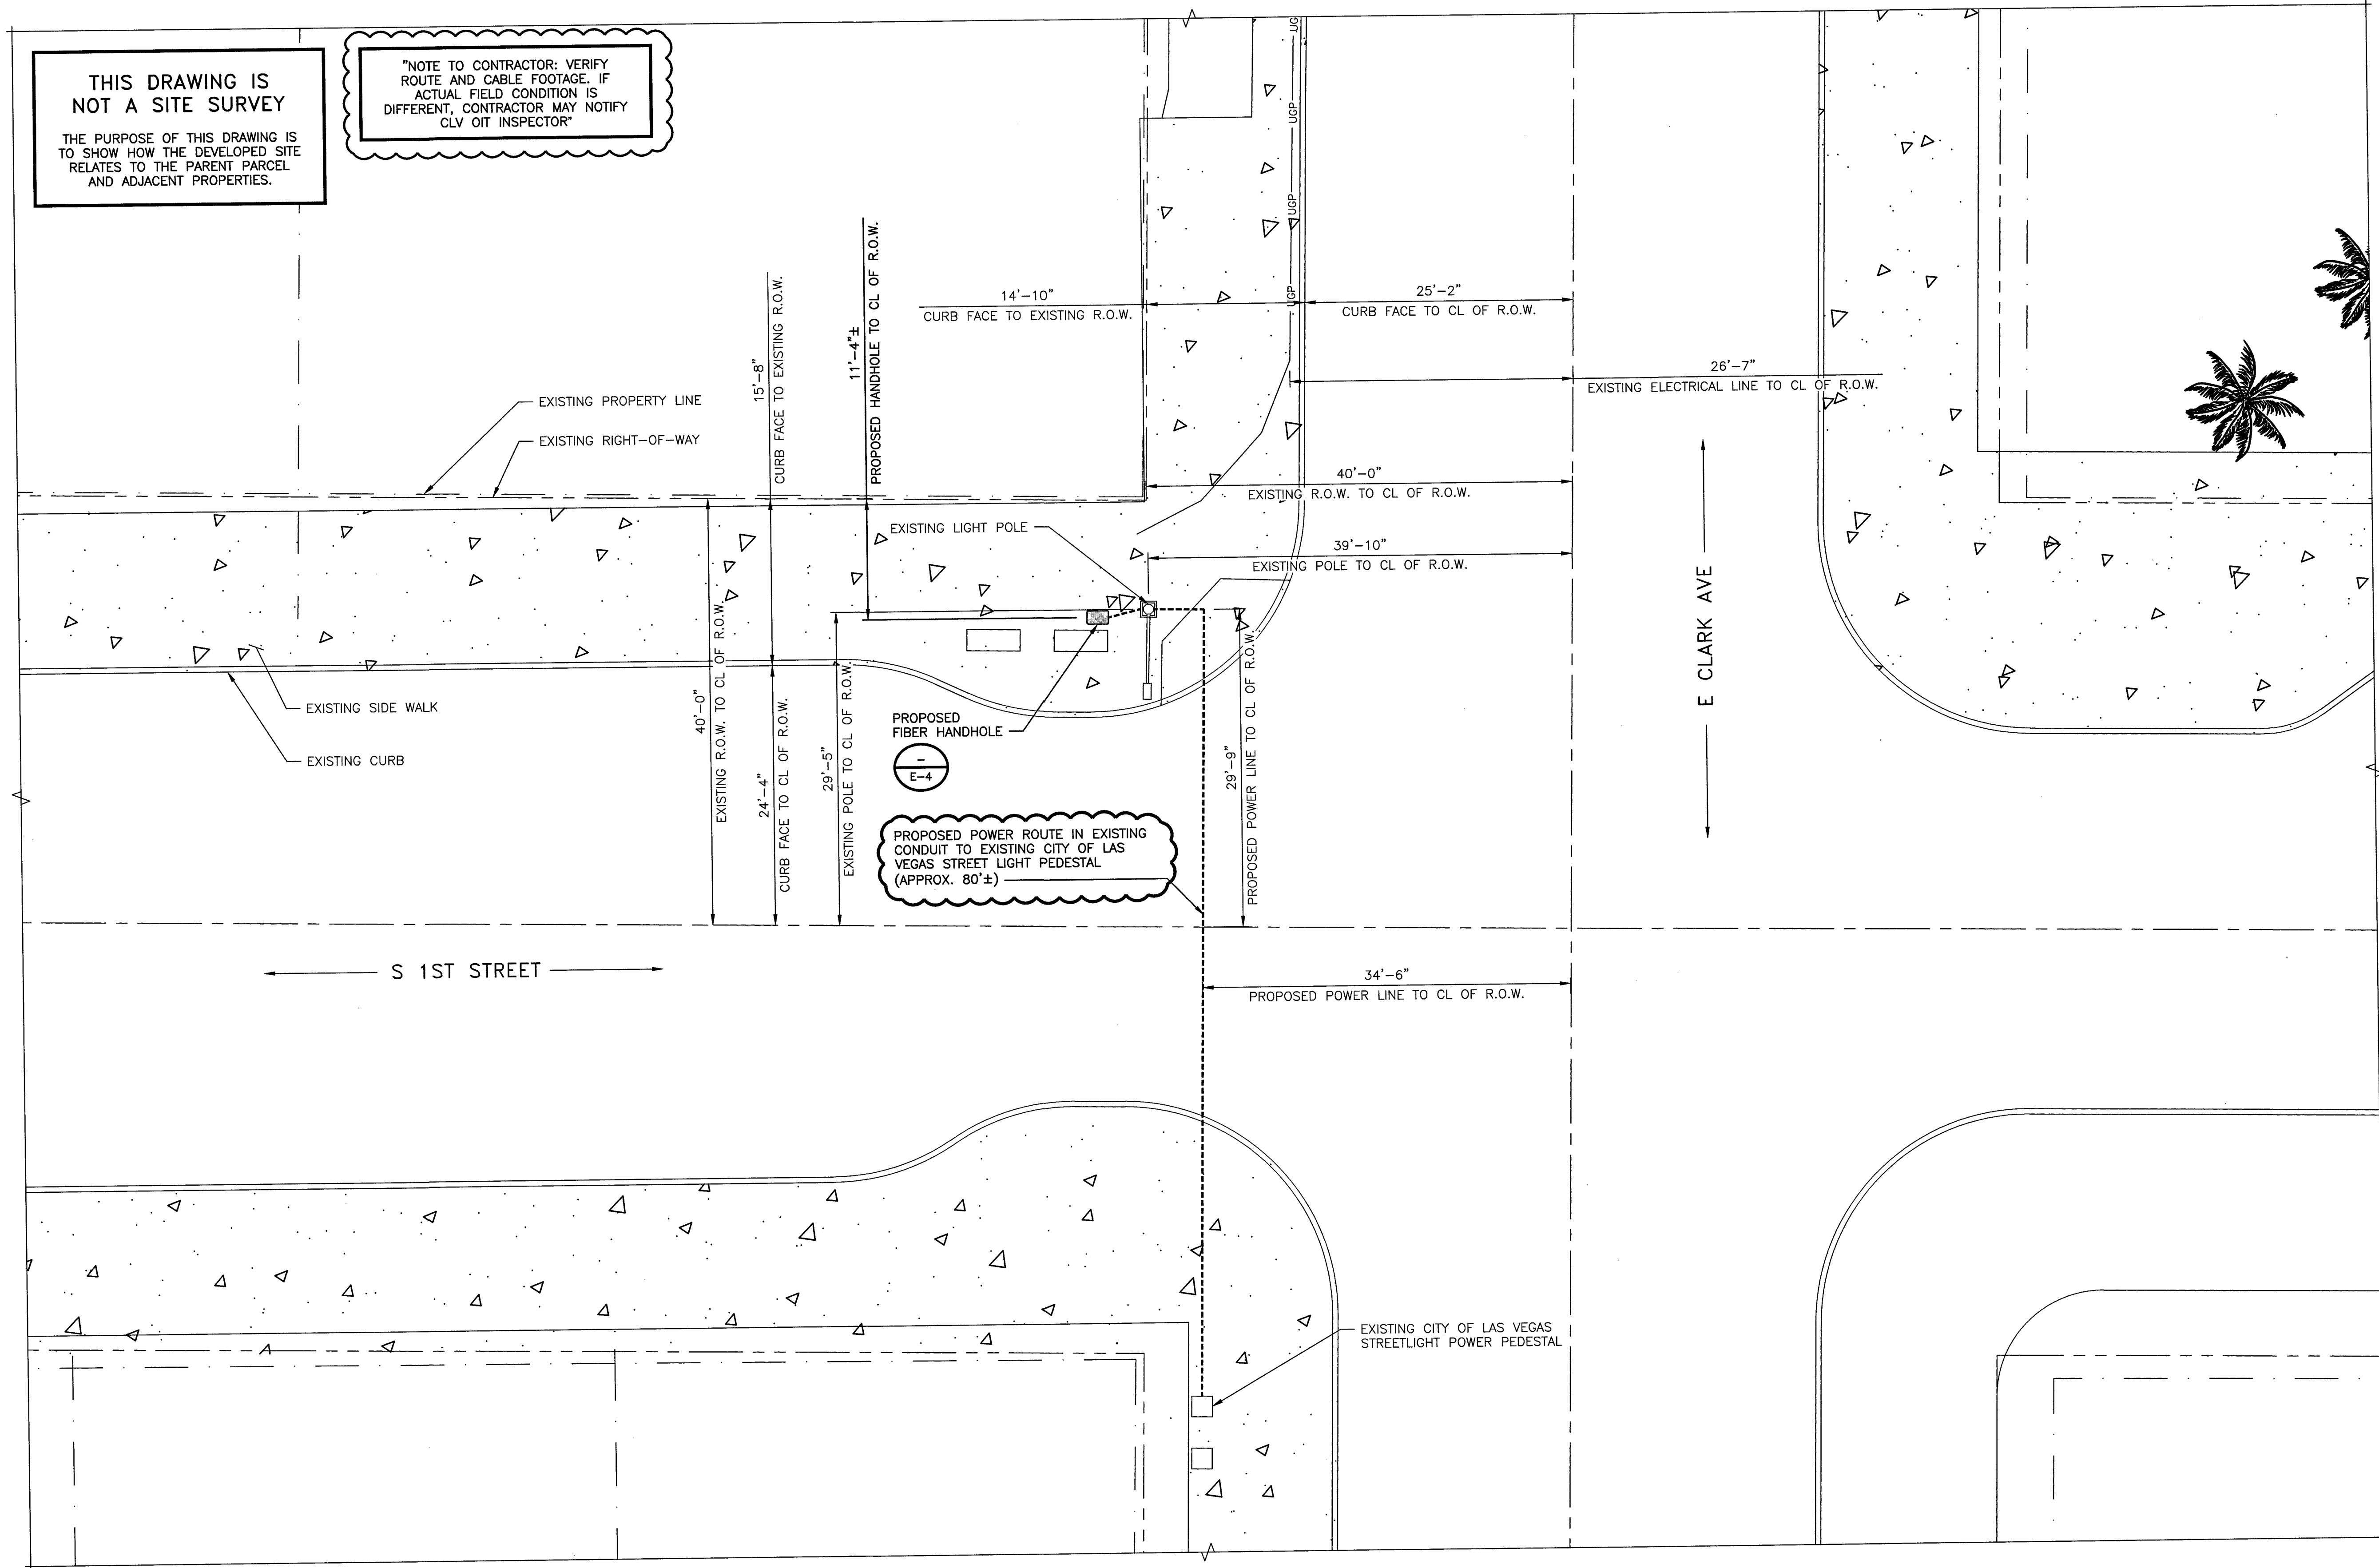 THIS DRAWING IS
NOT A SITE SURVEY
THE PURPOSE OF THIS DRAWING IS
TO SHOW HOW THE DEVELOPED SITE
RELATES TO THE PARENT PARCEL
AND ADJACENT PROPERTIES.
"NOTE TO CONTRACTOR: VERIFY
ROUTE AND CABLE FOOTAGE. IF
ACTUAL FIELD CONDITION IS
DIFFERENT, CONTRACTOR MAY NOTIFY
CLV OIT INSPECTOR"
UG
UGP
UGP
UGP
14'-10"
CURB FACE TO EXISTING R.O.W.
25'-2"
CURB FACE TO CL OF R.O.W.
26'-7"
EXISTING ELECTRICAL LINE TO CL OF R.O.W.
15'-8"
CURB FACE TO EXISTING R.O.W.
11'-4"±
PROPOSED HANDHOLE TO CL OF R.O.W.
EXISTING PROPERTY LINE
EXISTING RIGHT-OF-WAY
40'-0"
EXISTING R.O.W. TO CL OF R.O.W.
EXISTING LIGHT POLE
39'-10"
EXISTING POLE TO CL OF R.O.W.
E CLARK AVE
EXISTING SIDE WALK
EXISTING CURB
40'-0"
EXISTING R.O.W. TO CL OF R.O.W.
24'-4"
CURB FACE TO CL OF R.O.W.
29'-5"
EXISTING POLE TO CL OF R.O.W.
PROPOSED
FIBER HANDHOLE
-
E-4
29'-9"
PROPOSED POWER LINE TO CL OF R.O.W.
PROPOSED POWER ROUTE IN EXISTING
CONDUIT TO EXISTING CITY OF LAS
VEGAS STREET LIGHT PEDESTAL
(APPROX. 80'±)
S 1ST STREET
34'-6"
PROPOSED POWER LINE TO CL OF R.O.W.
EXISTING CITY OF LAS VEGAS
STREETLIGHT POWER PEDESTAL